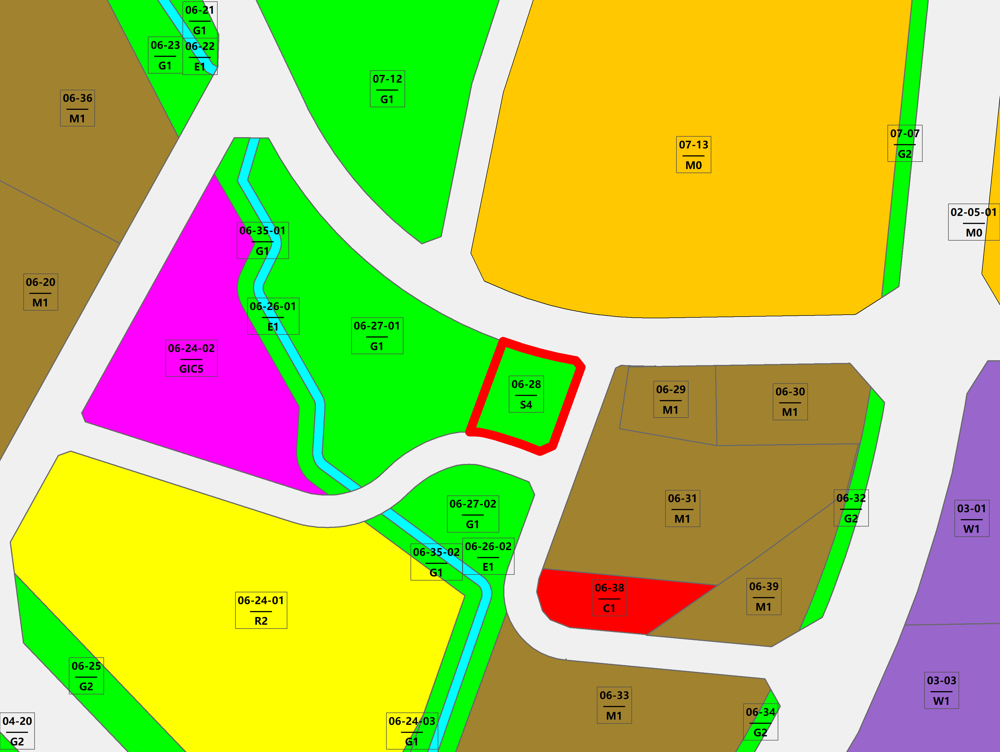 06-21
G1
06-23
G1
06-22
E1
07-12
G1
06-36
M1
07-13
M0
07-07
G2
02-05-01
M0
06-35-01
G1
06-20
M1
06-26-01
E1
06-27-01
G1
06-24-02
GIC5
06-28
S4
06-29
M1
06-30
M1
06-31
M1
06-32
G2
06-27-02
G1
03-01
W1
06-35-02
G1
06-26-02
E1
06-38
C1
06-39
M1
06-24-01
R2
06-25
G2
03-03
W1
06-33
M1
06-34
G2
04-20
G2
06-24-03
G1